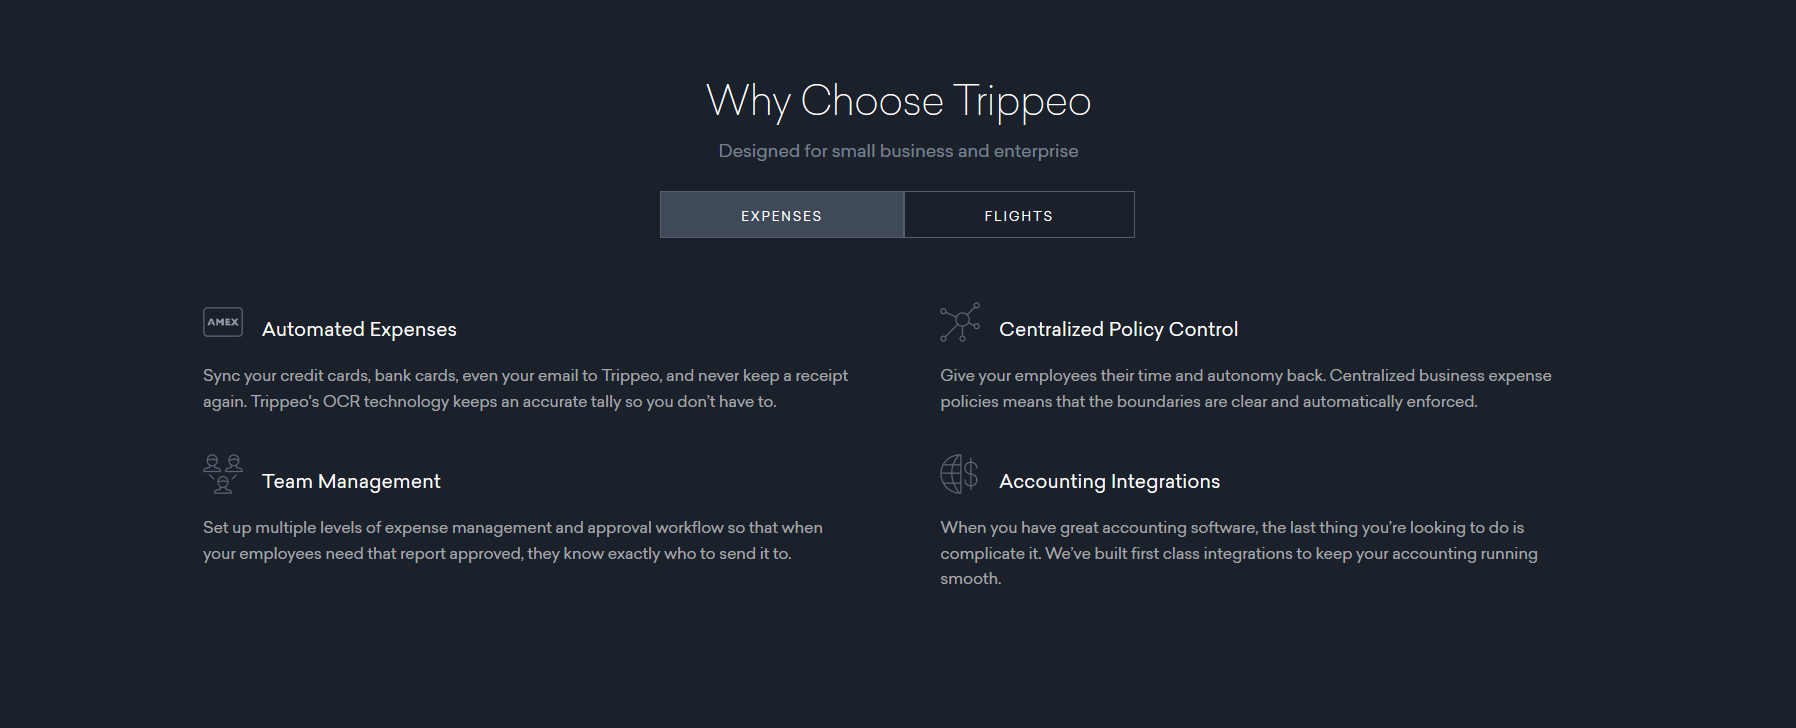 Why Choose Trippeo
Designed for small business and enterprise
EXPENSES
FLIGHTS
AMEX
Automated Expenses
Sync your credit cards, bank cards, even your email to Trippeo, and never keep a receipt
again. Trippeo's OCR technology keeps an accurate tally so you don't have to.
Centralized Policy Control
Give your employees their time and autonomy back. Centralized business expense
policies means that the boundaries are clear and automatically enforced.
Team Management
Set up multiple levels of expense management and approval workflow so that when
your employees need that report approved, they know exactly who to send it to.
$
Accounting Integrations
When you have great accounting software, the last thing you're looking to do is
complicate it. We've built first class integrations to keep your accounting running
smooth.